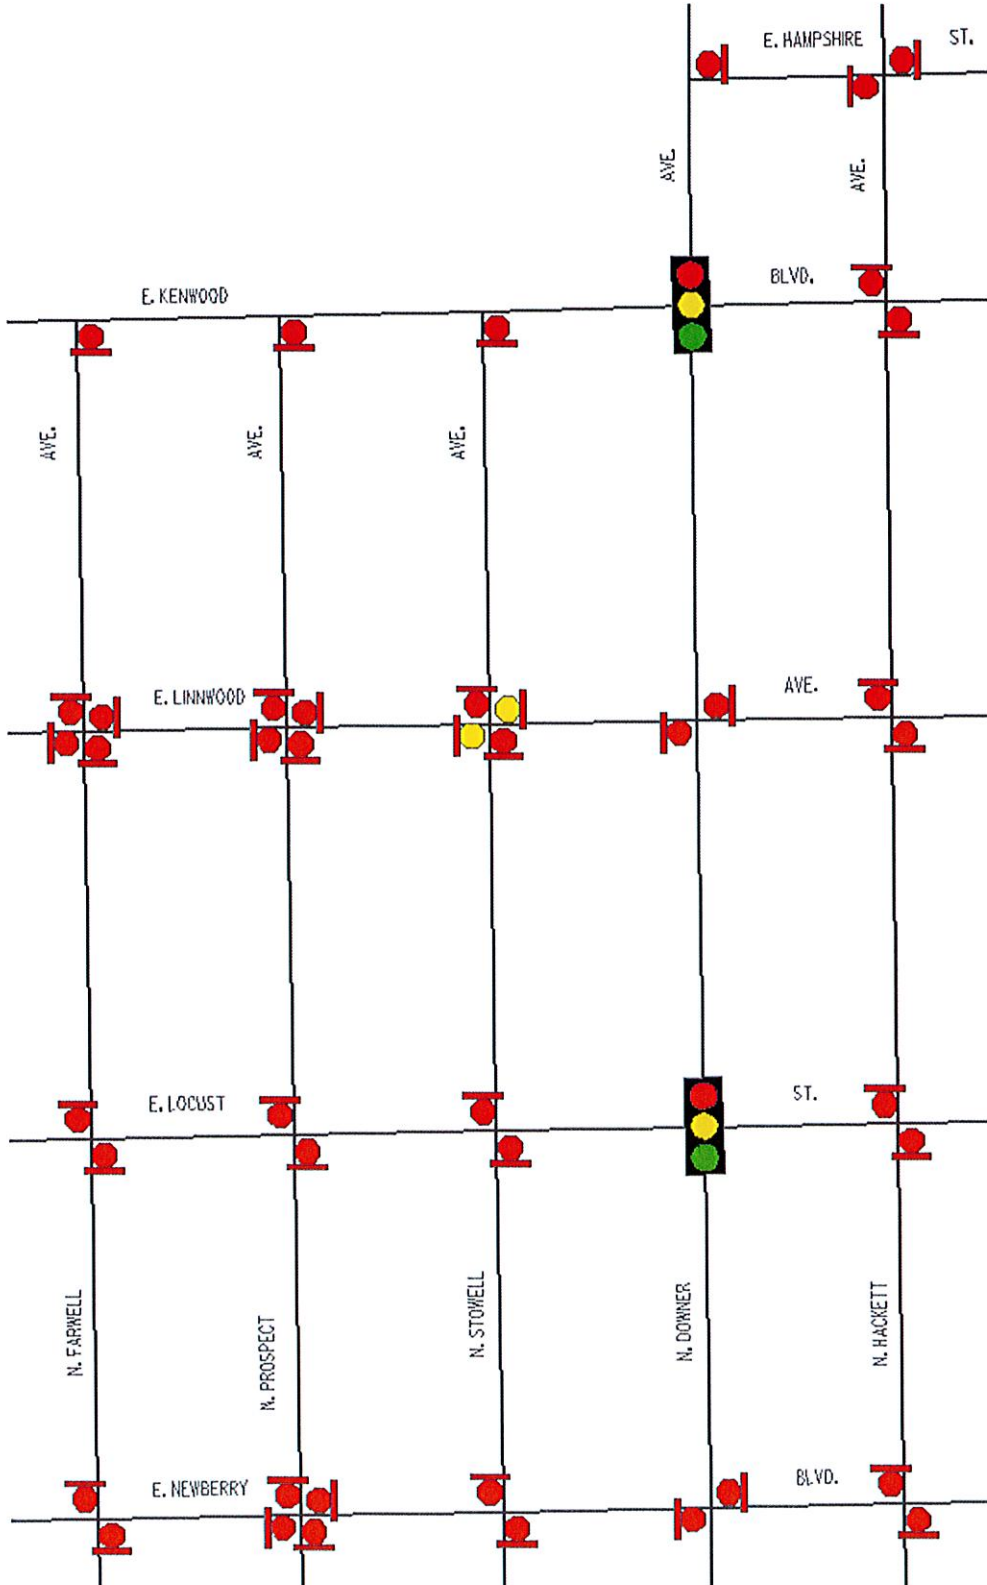 E. HAMPSHIRE ST.
AVE.
AVE.
E. KENWOOD BLVD.
AVE.
AVE.
AVE.
E. LINNWOOD AVE.
E. LOCUST ST.
N. FARWELL
N. PROSPECT
N. STOWELL
N. DOWNER
N. HACKETT
E. NEWBERRY BLVD.